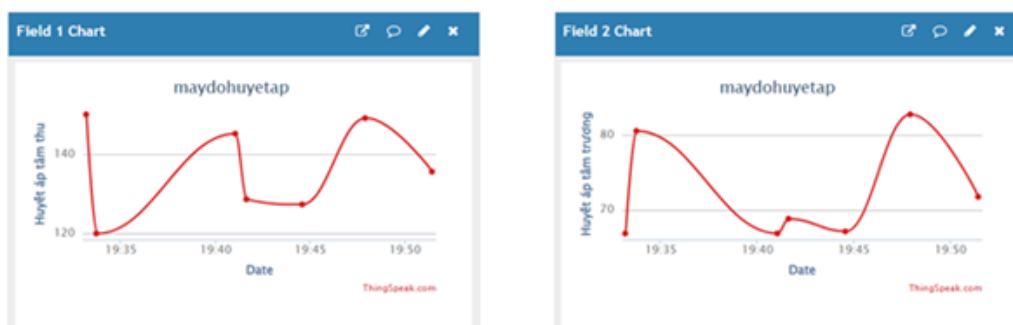 Field 1 Chart
maydohuyetap
Huyết áp tâm thu
140
120
19:35 19:40 19:45 19:50
Date
ThingSpeak.com
Field 2 Chart
maydohuyetap
Huyết áp tâm trương
80
70
19:35 19:40 19:45 19:50
Date
ThingSpeak.com